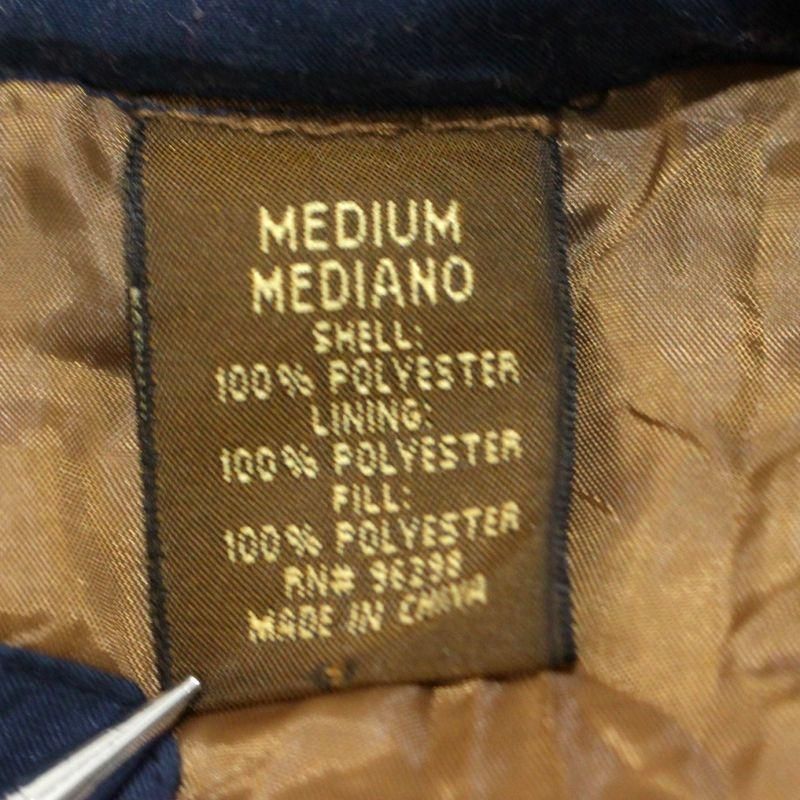 MEDIUM
MEDIANO
SHELL:
100% POLYESTER
LINING:
100% POLYESTER
FILL:
100% POLYESTER
RN# 96298
MADE IN CHINA